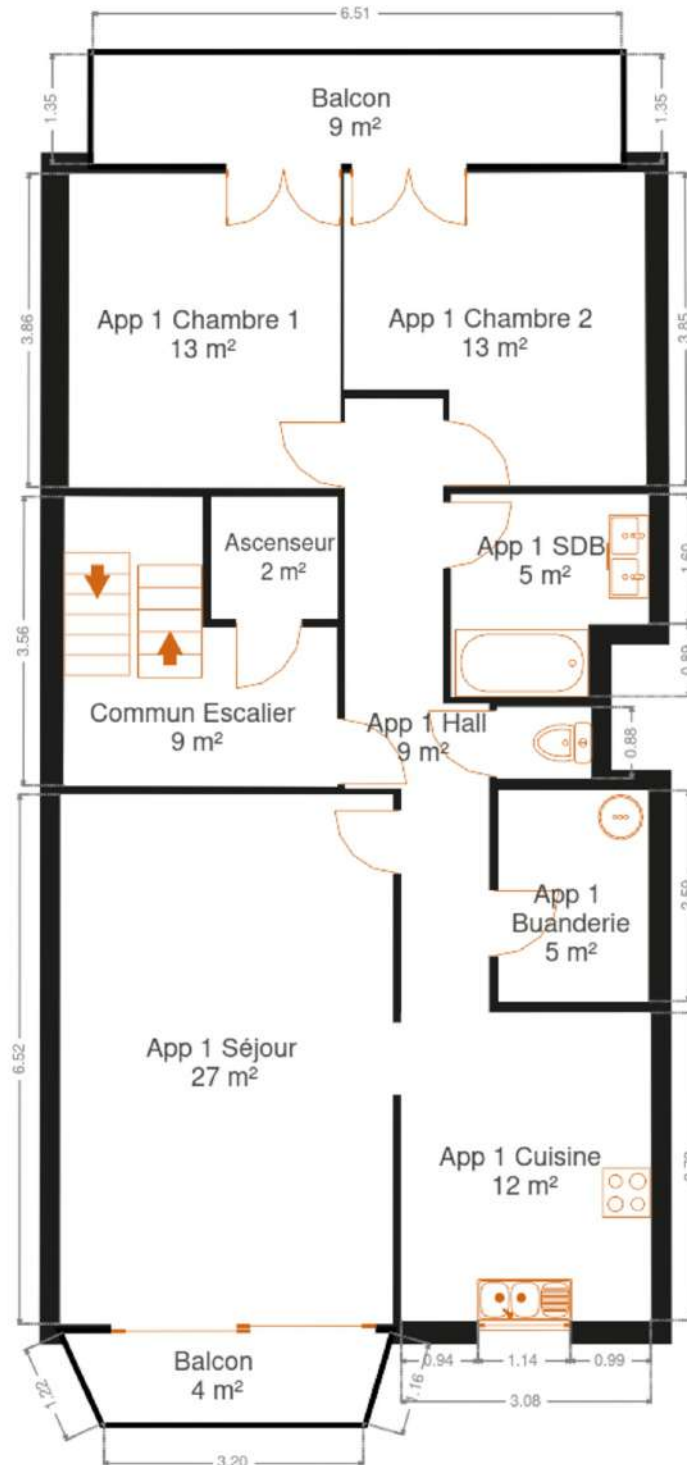 6.51
1.35
1.35
Balcon
9 m²
3.86
3.85
App 1 Chambre 1
13 m²
App 1 Chambre 2
13 m²
3.56
Ascenseur
2 m²
App 1 SDB
5 m²
1.60
0.89
Commun Escalier
9 m²
App 1 Hall
9 m²
0.88
App 1
Buanderie
5 m²
6.52
App 1 Séjour
27 m²
App 1 Cuisine
12 m²
Balcon
4 m²
1.22
1.16
0.94
1.14
0.99
3.08
3.20